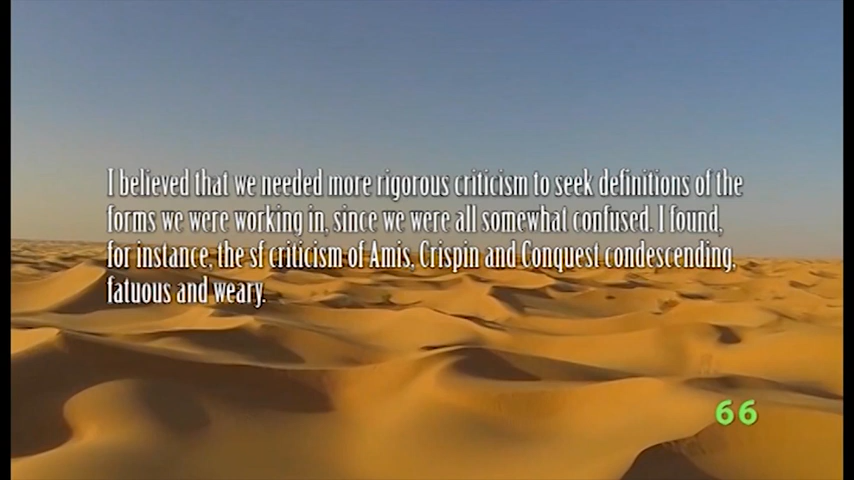 I believed that we needed more rigorous criticism to seek definitions of the
forms we were working in, since we were all somewhat confused. I found,
for instance, the sf criticism of Amis, Crispin and Conquest condescending,
fatuous and weary.
66